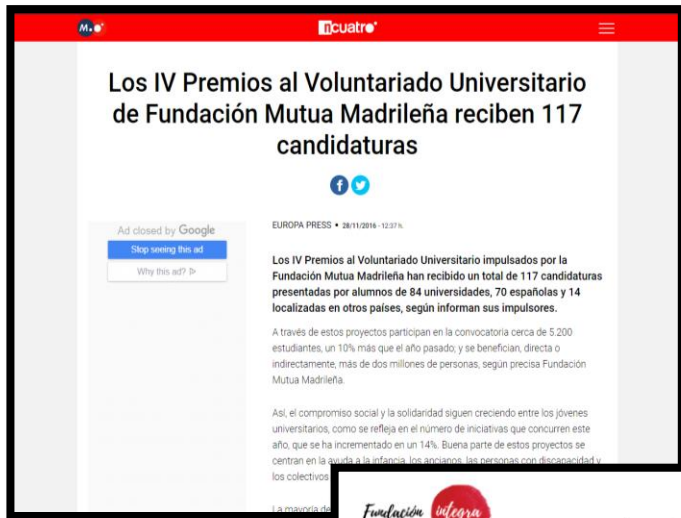 M.
ncuatro
Los IV Premios al Voluntariado Universitario
de Fundación Mutua Madrileña reciben 117
candidaturas
Ad closed by Google
Stop seeing this ad
Why this ad?
EUROPA PRESS • 28/11/2016 - 12:37 h.
Los IV Premios al Voluntariado Universitario impulsados por la
Fundación Mutua Madrileña han recibido un total de 117 candidaturas
presentadas por alumnos de 84 universidades, 70 españolas y 14
localizadas en otros países, según informan sus impulsores.
A través de estos proyectos participan en la convocatoria cerca de 5.200
estudiantes, un 10% más que el año pasado; y se benefician, directa o
indirectamente, más de dos millones de personas, según precisa Fundación
Mutua Madrileña.
Así, el compromiso social y la solidaridad siguen creciendo entre los jóvenes
universitarios, como se refleja en el número de iniciativas que concurren este
año, que se ha incrementado en un 14%. Buena parte de estos proyectos se
centran en la ayuda a la infancia, los ancianos, las personas con discapacidad y
los colectivos
La mayoría de
Fundación integra